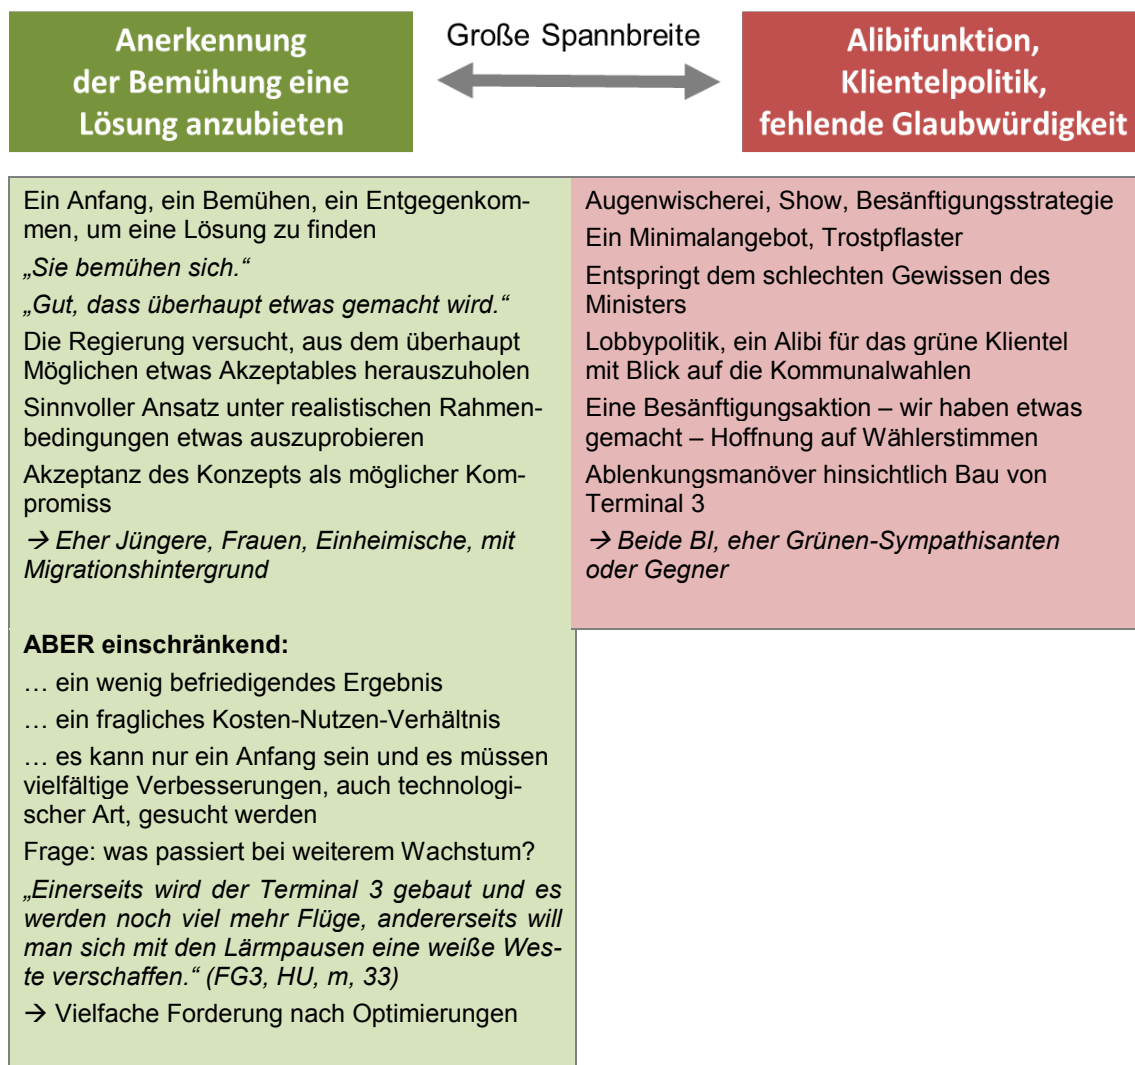 Anerkennung
der Bemühung eine
Lösung anzubieten
Große Spannbreite
Alibifunktion,
Klientelpolitik,
fehlende Glaubwürdigkeit
Ein Anfang, ein Bemühen, ein Entgegenkom-
men, um eine Lösung zu finden
„Sie bemühen sich.“
„Gut, dass überhaupt etwas gemacht wird.“
Die Regierung versucht, aus dem überhaupt
Möglichen etwas Akzeptables herauszuholen
Sinnvoller Ansatz unter realistischen Rahmen-
bedingungen etwas auszuprobieren
Akzeptanz des Konzepts als möglicher Kom-
promiss
→ Eher Jüngere, Frauen, Einheimische, mit
Migrationshintergrund
ABER einschränkend:
… ein wenig befriedigendes Ergebnis
… ein fragliches Kosten-Nutzen-Verhältnis
… es kann nur ein Anfang sein und es müssen
vielfältige Verbesserungen, auch technologi-
scher Art, gesucht werden
Frage: was passiert bei weiterem Wachstum?
„Einerseits wird der Terminal 3 gebaut und es
werden noch viel mehr Flüge, andererseits will
man sich mit den Lärmpausen eine weiße Wes-
te verschaffen.“ (FG3, HU, m, 33)
→ Vielfache Forderung nach Optimierungen
Augenwischerei, Show, Besänftigungsstrategie
Ein Minimalangebot, Trostpflaster
Entspringt dem schlechten Gewissen des
Ministers
Lobbypolitik, ein Alibi für das grüne Klientel
mit Blick auf die Kommunalwahlen
Eine Besänftigungsaktion – wir haben etwas
gemacht – Hoffnung auf Wählerstimmen
Ablenkungsmanöver hinsichtlich Bau von
Terminal 3
→ Beide BI, eher Grünen-Sympathisanten
oder Gegner